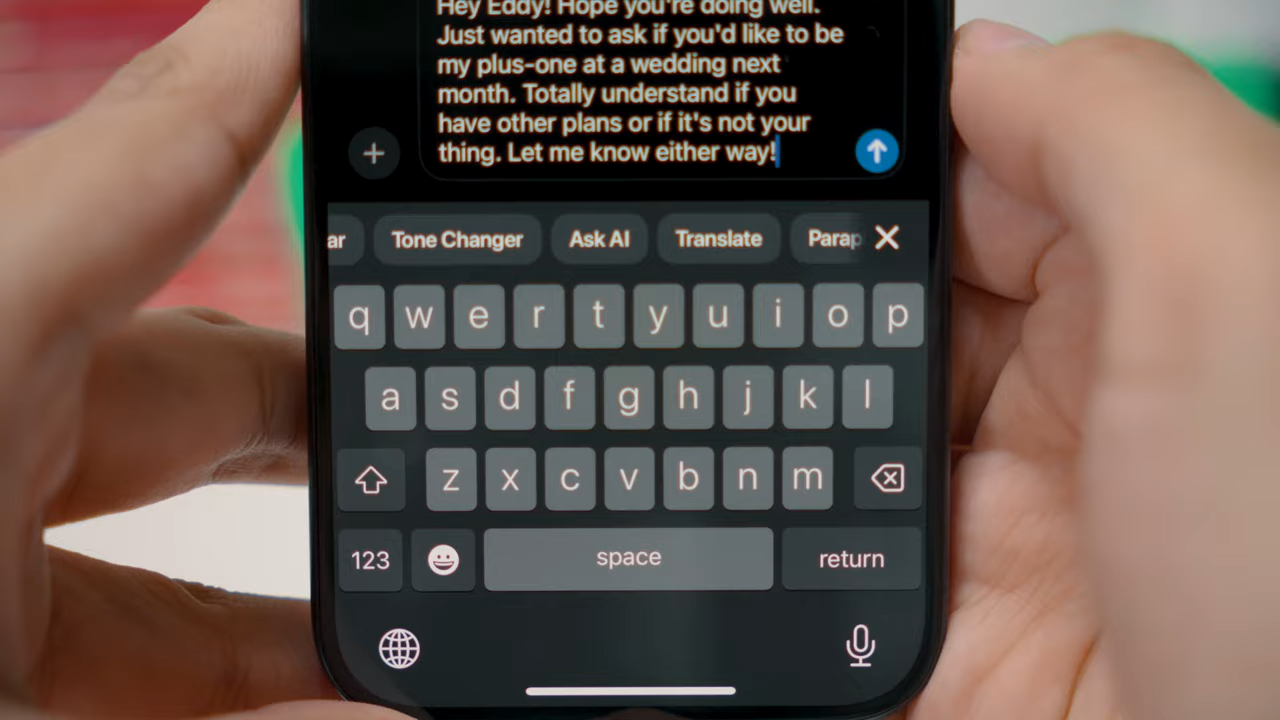 Hey Eddy! Hope you're doing well.
Just wanted to ask if you'd like to be
my plus-one at a wedding next
month. Totally understand if you
have other plans or if it's not your
thing. Let me know either way!
ar Tone Changer Ask AI Translate Parap
q w e r t y u i o p
a s d f g h j k l
z x c v b n m
123 space return